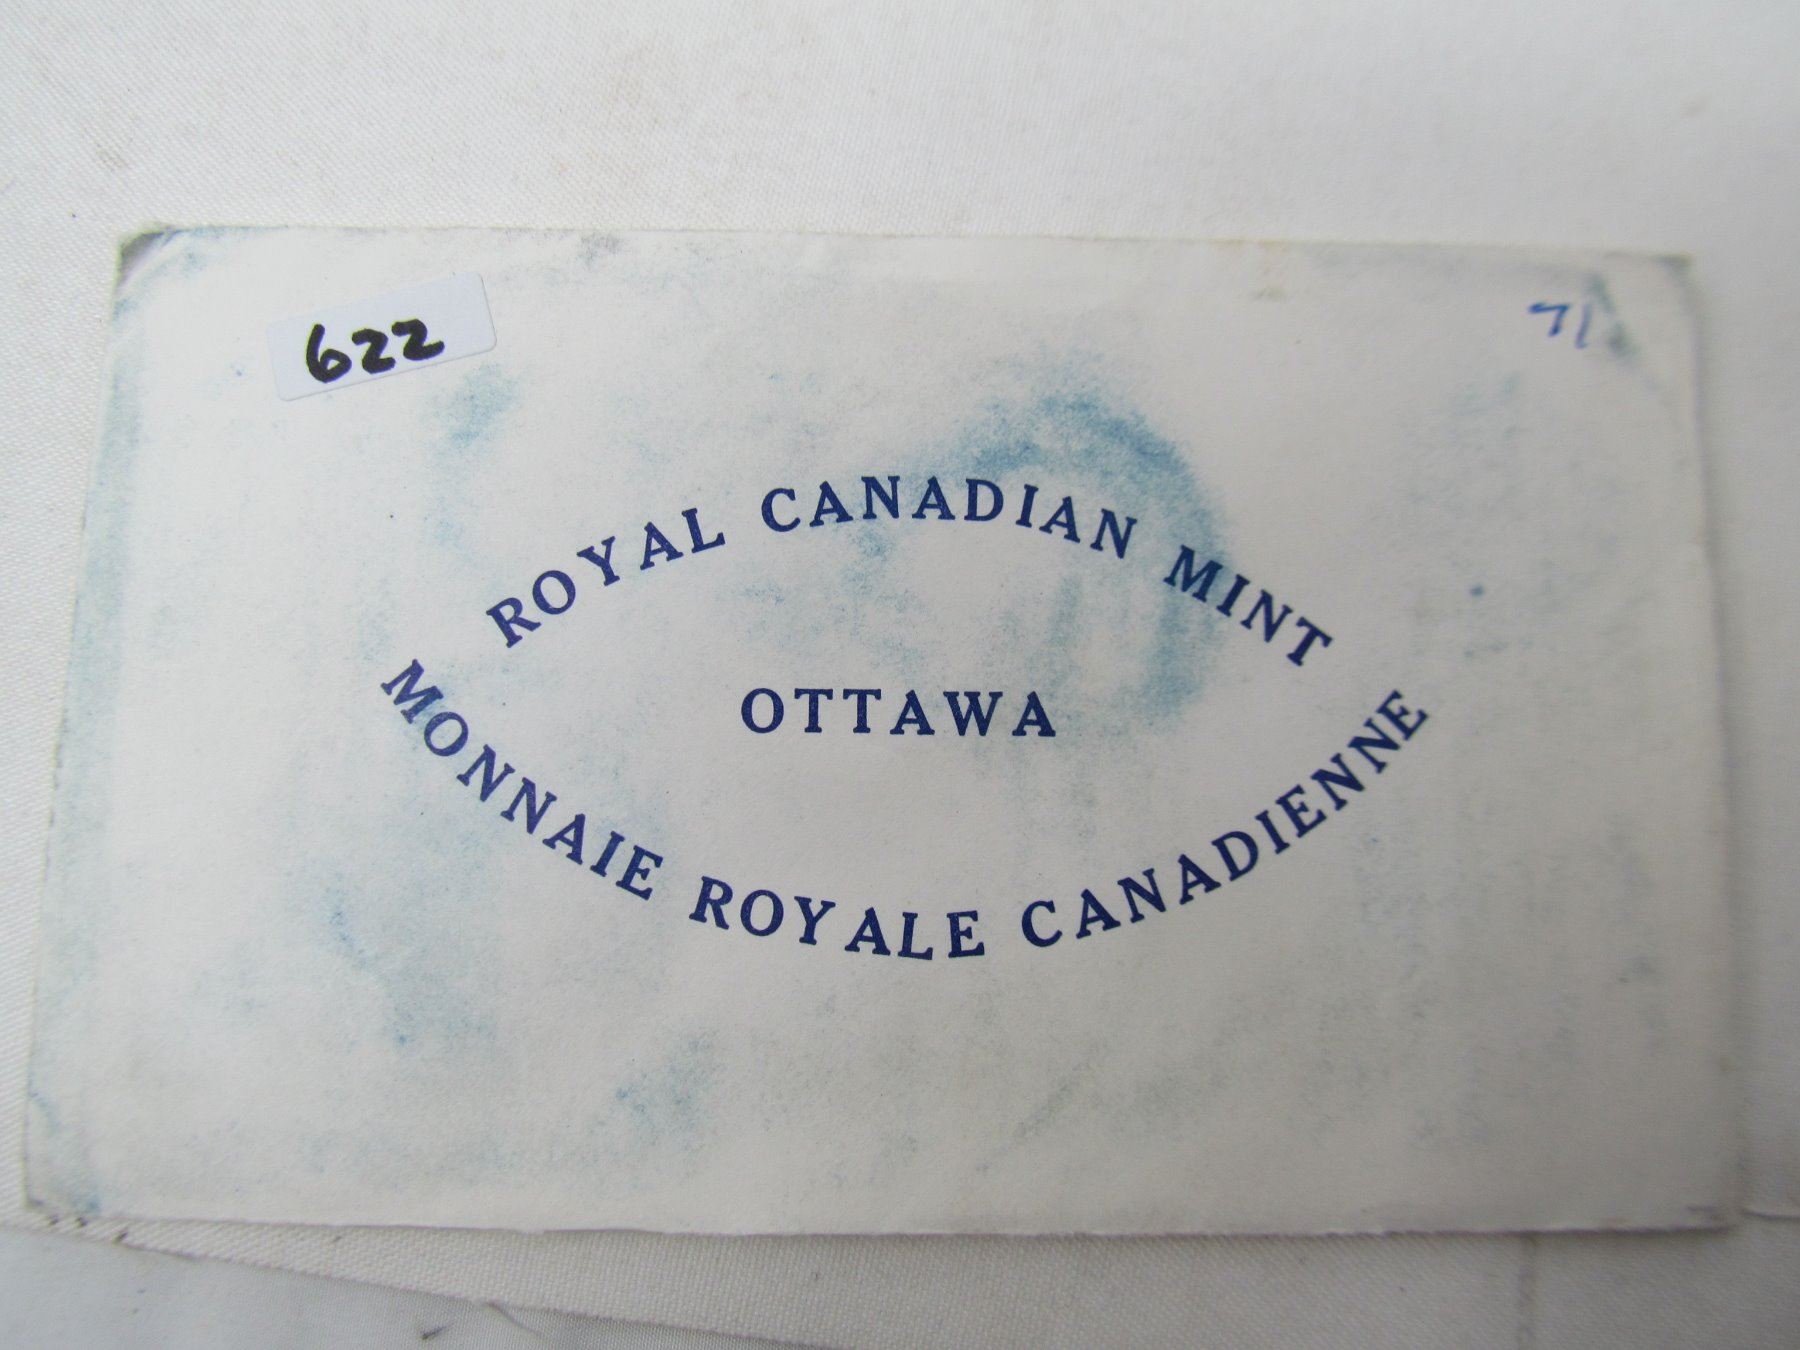 622
71
ROYAL CANADIAN MINT
OTTAWA
MONNAIE ROYALE CANADIENNE